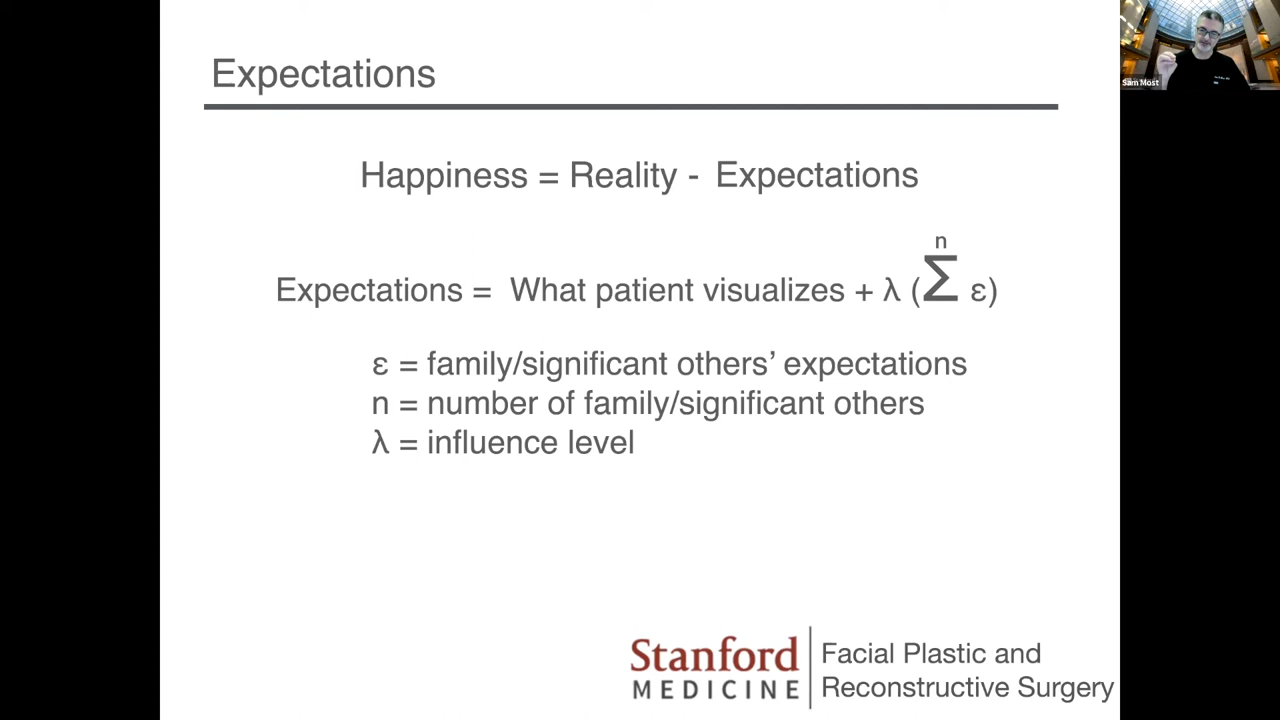 Expectations
Sam Most
Happiness = Reality - Expectations
n
Expectations = What patient visualizes + λ (Σ ε)
ε = family/significant others’ expectations
n = number of family/significant others
λ = influence level
Stanford
MEDICINE
Facial Plastic and
Reconstructive Surgery